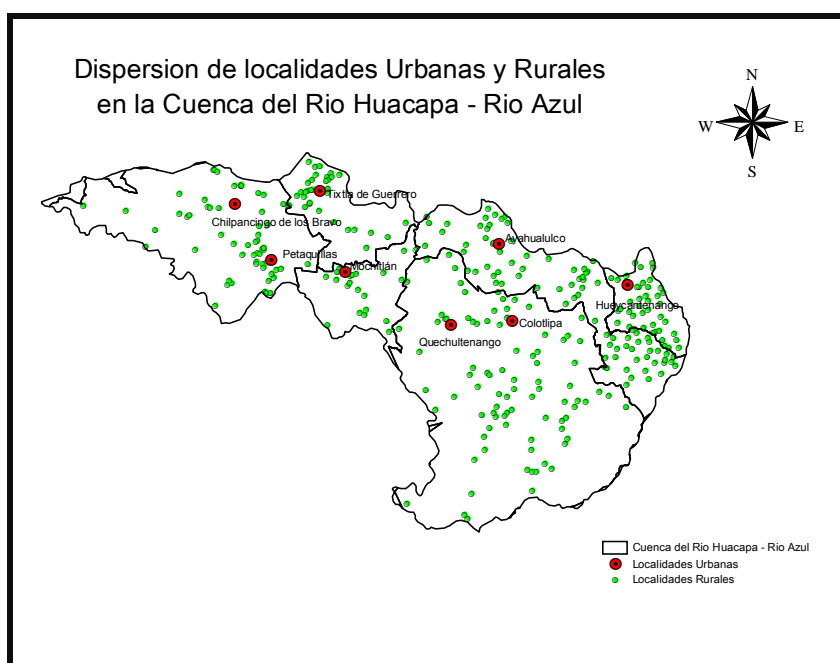 Dispersion de localidades Urbanas y Rurales
en la Cuenca del Rio Huacapa - Rio Azul
N
W
E
S
Tixtla de Guerrero
Chilpancingo de los Bravo
Ayahualulco
Petaquillas
Mochitlán
Hueycantenango
Colotlipa
Quechultenango
Cuenca del Rio Huacapa - Rio Azul
Localidades Urbanas
Localidades Rurales